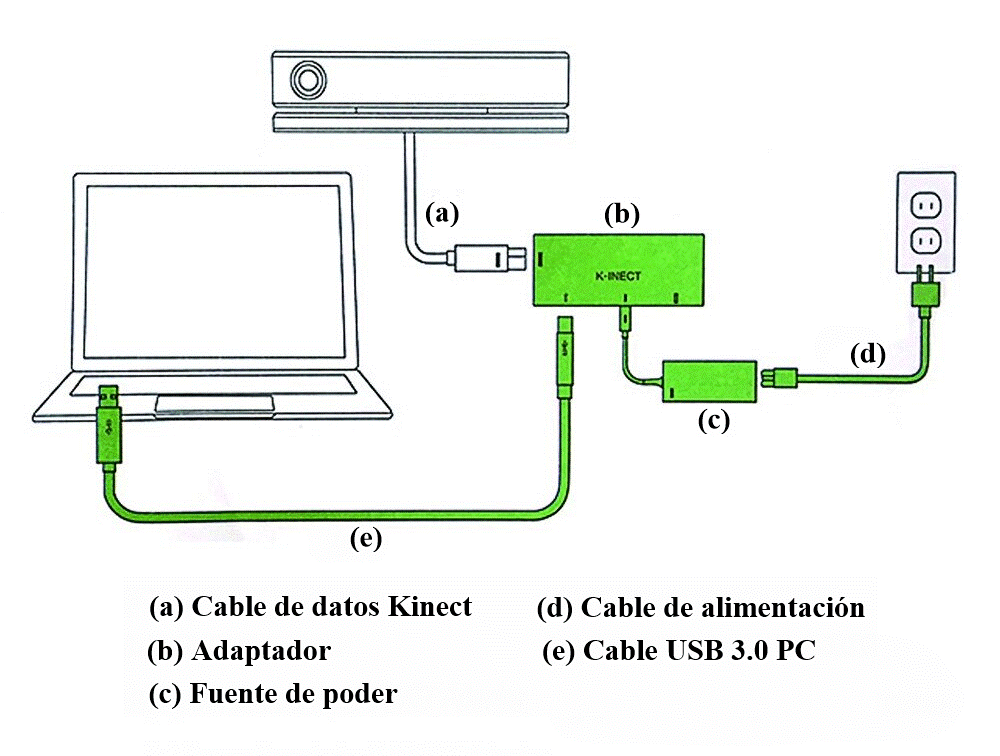 (a)
(b)
K-INECT
(d)
(c)
(e)
(a) Cable de datos Kinect
(d) Cable de alimentación
(b) Adaptador
(e) Cable USB 3.0 PC
(c) Fuente de poder